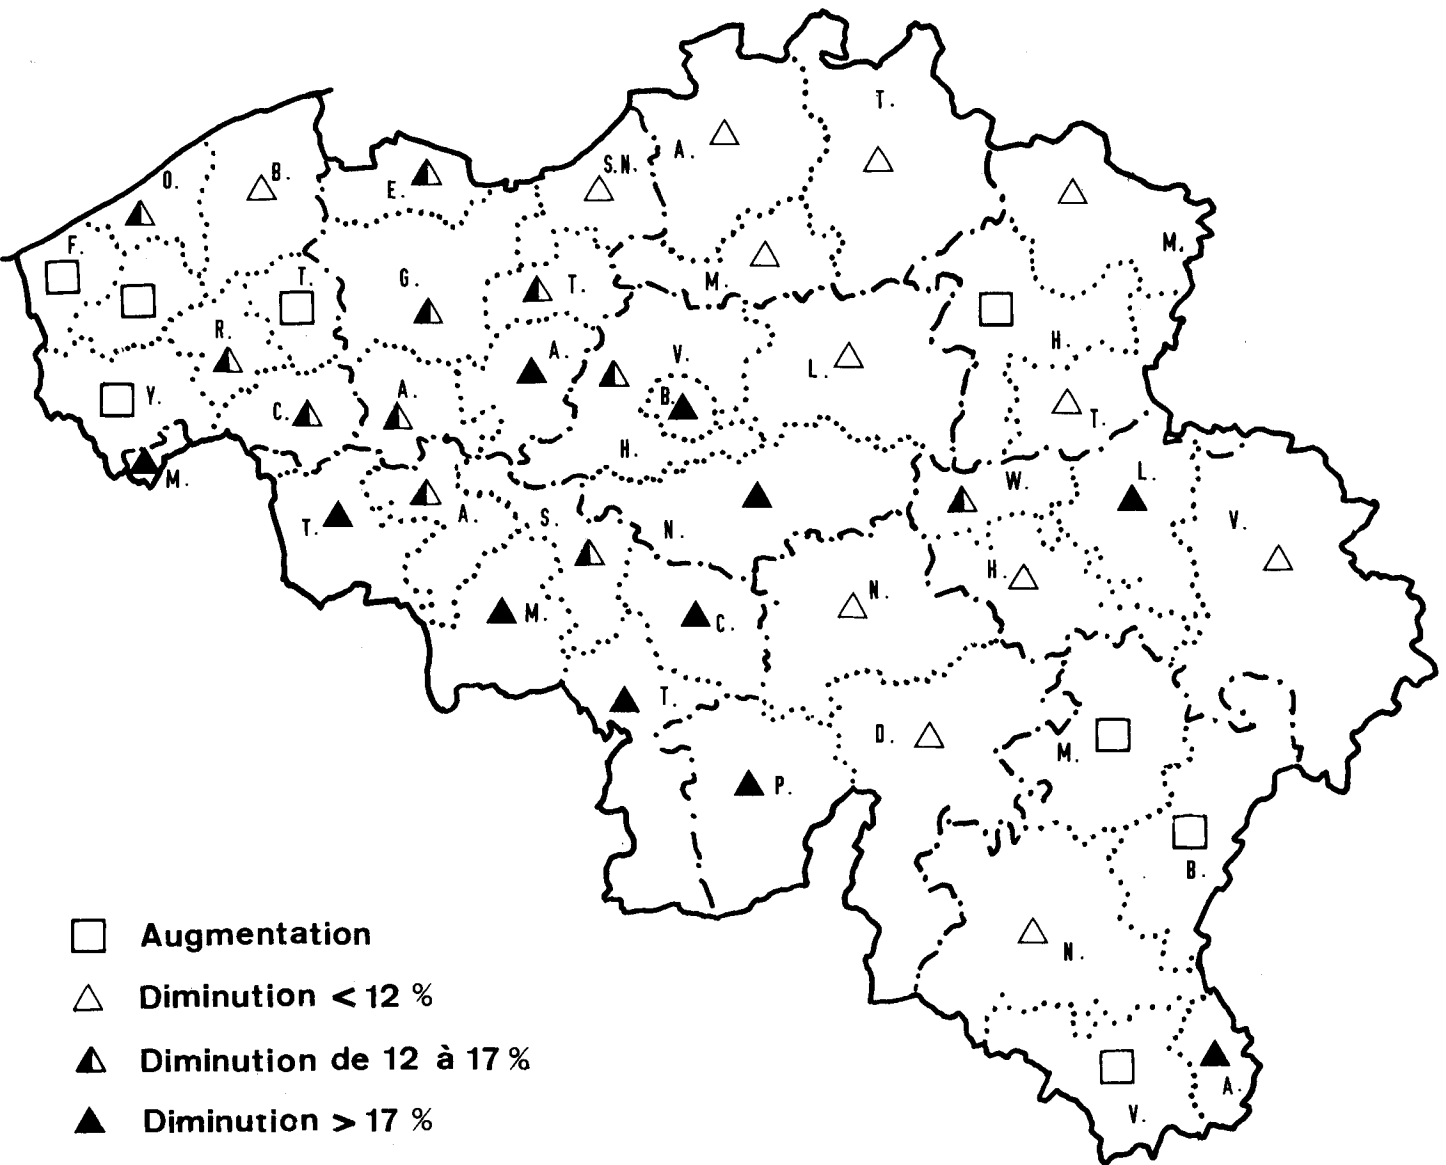 T.
A.
S.N.
B.
O.
E.
F.
M.
T.
G.
T.
M.
R.
H.
A.
V.
L.
A.
B.
Y.
C.
T.
H.
M.
L.
W.
A.
S.
T.
N.
V.
H.
N.
M.
C.
T.
D.
M.
P.
B.
N.
A.
V.
Augmentation
Diminution < 12 %
Diminution de 12 à 17 %
Diminution > 17 %